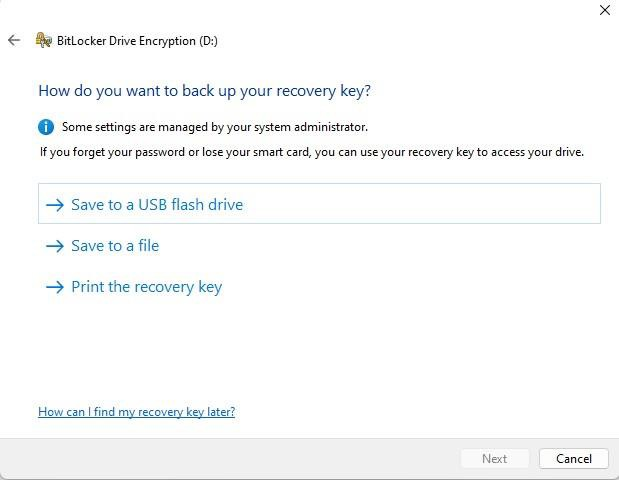 BitLocker Drive Encryption (D:)
How do you want to back up your recovery key?
Some settings are managed by your system administrator.
If you forget your password or lose your smart card, you can use your recovery key to access your drive.
Save to a USB flash drive
Save to a file
Print the recovery key
How can I find my recovery key later?
Next Cancel